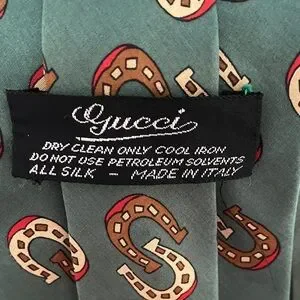 Gucci
DRY CLEAN ONLY COOL IRON
DO NOT USE PETROLEUM SOLVENTS
ALL SILK - MADE IN ITALY